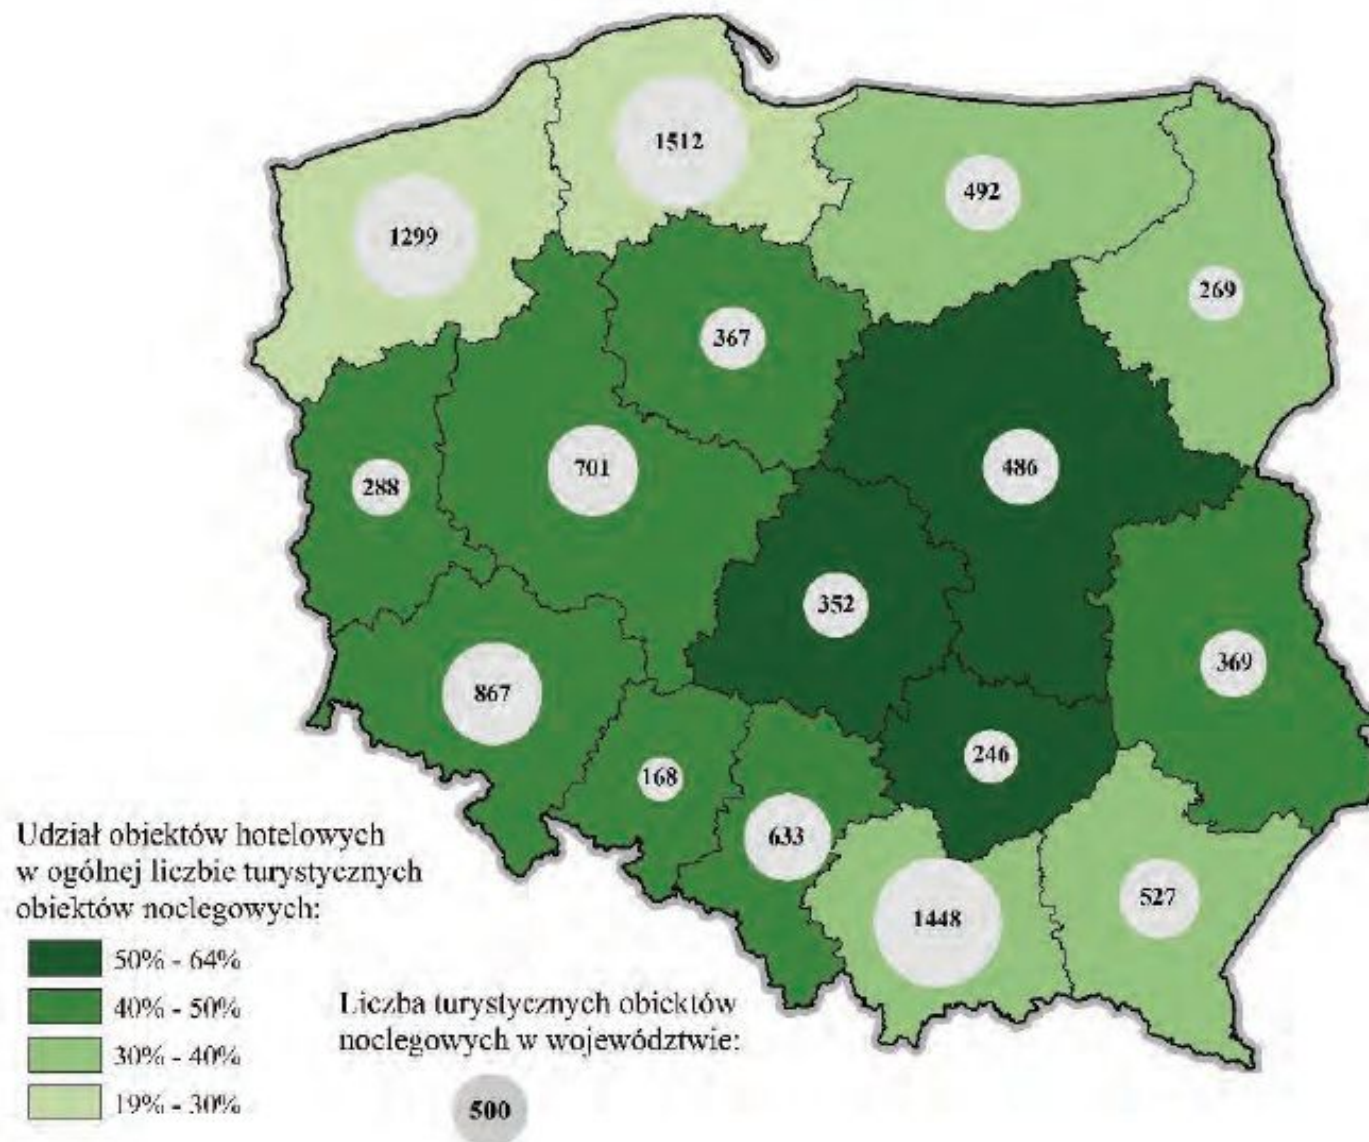 1512
492
1299
269
367
701
486
288
352
369
867
246
168
633
527
1448
Udział obiektów hotelowych
w ogólnej liczbie turystycznych
obiektów noclegowych:
50% - 64%
40% - 50%
30% - 40%
19% - 30%
Liczba turystycznych obiektów
noclegowych w województwie:
500